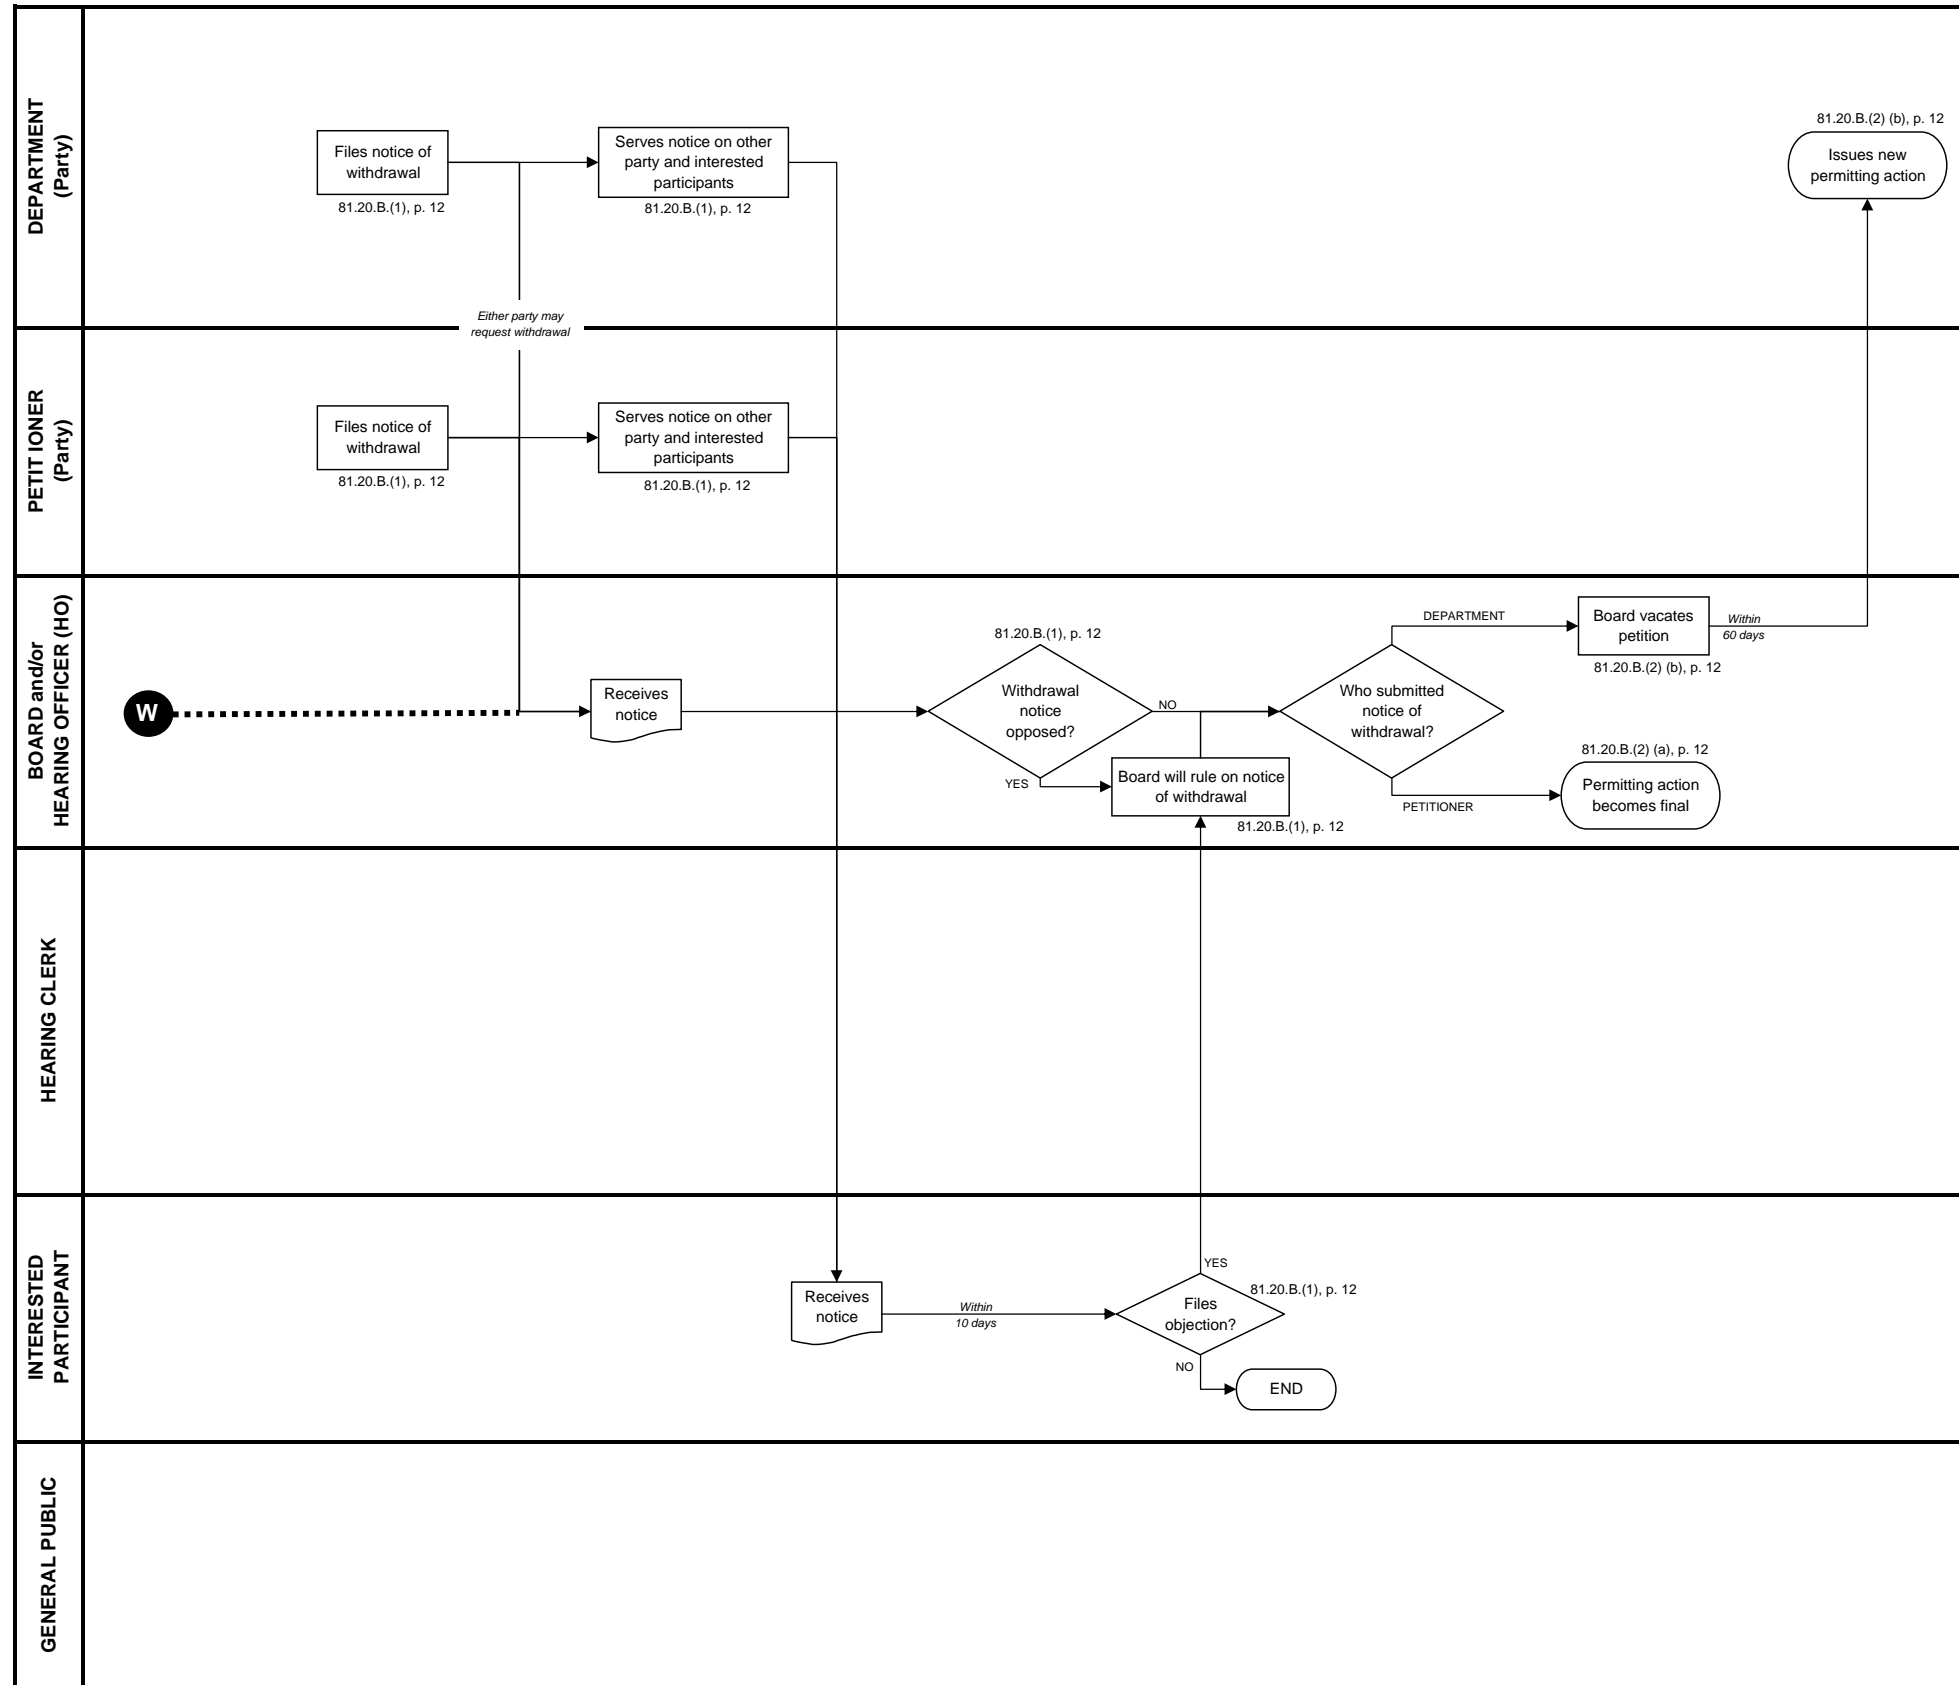 DEPARTMENT
(Party)
Files notice of
withdrawal
81.20.B.(1), p. 12
Serves notice on other
party and interested
participants
81.20.B.(1), p. 12
81.20.B.(2) (b), p. 12
Issues new
permitting action
Either party may
request withdrawal
PETITIONER
(Party)
Files notice of
withdrawal
81.20.B.(1), p. 12
Serves notice on other
party and interested
participants
81.20.B.(1), p. 12
BOARD and/or
HEARING OFFICER (HO)
W
Receives
notice
81.20.B.(1), p. 12
Withdrawal
notice
opposed?
NO
YES
Board will rule on notice
of withdrawal
81.20.B.(1), p. 12
Who submitted
notice of
withdrawal?
DEPARTMENT
Board vacates
petition
81.20.B.(2) (b), p. 12
Within
60 days
PETITIONER
81.20.B.(2) (a), p. 12
Permitting action
becomes final
HEARING CLERK
INTERESTED
PARTICIPANT
Receives
notice
Within
10 days
YES
81.20.B.(1), p. 12
Files
objection?
NO
END
GENERAL PUBLIC